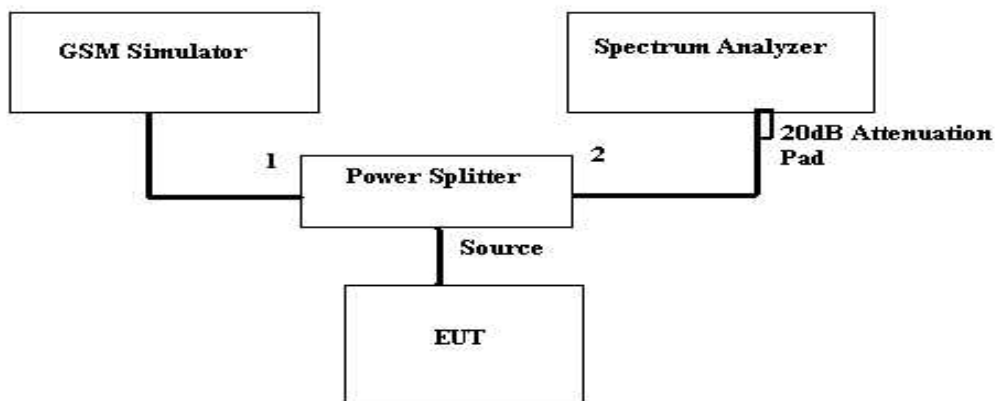 GSM Simulator
Spectrum Analyzer
20dB Attenuation
Pad
1
2
Power Splitter
Source
EUT